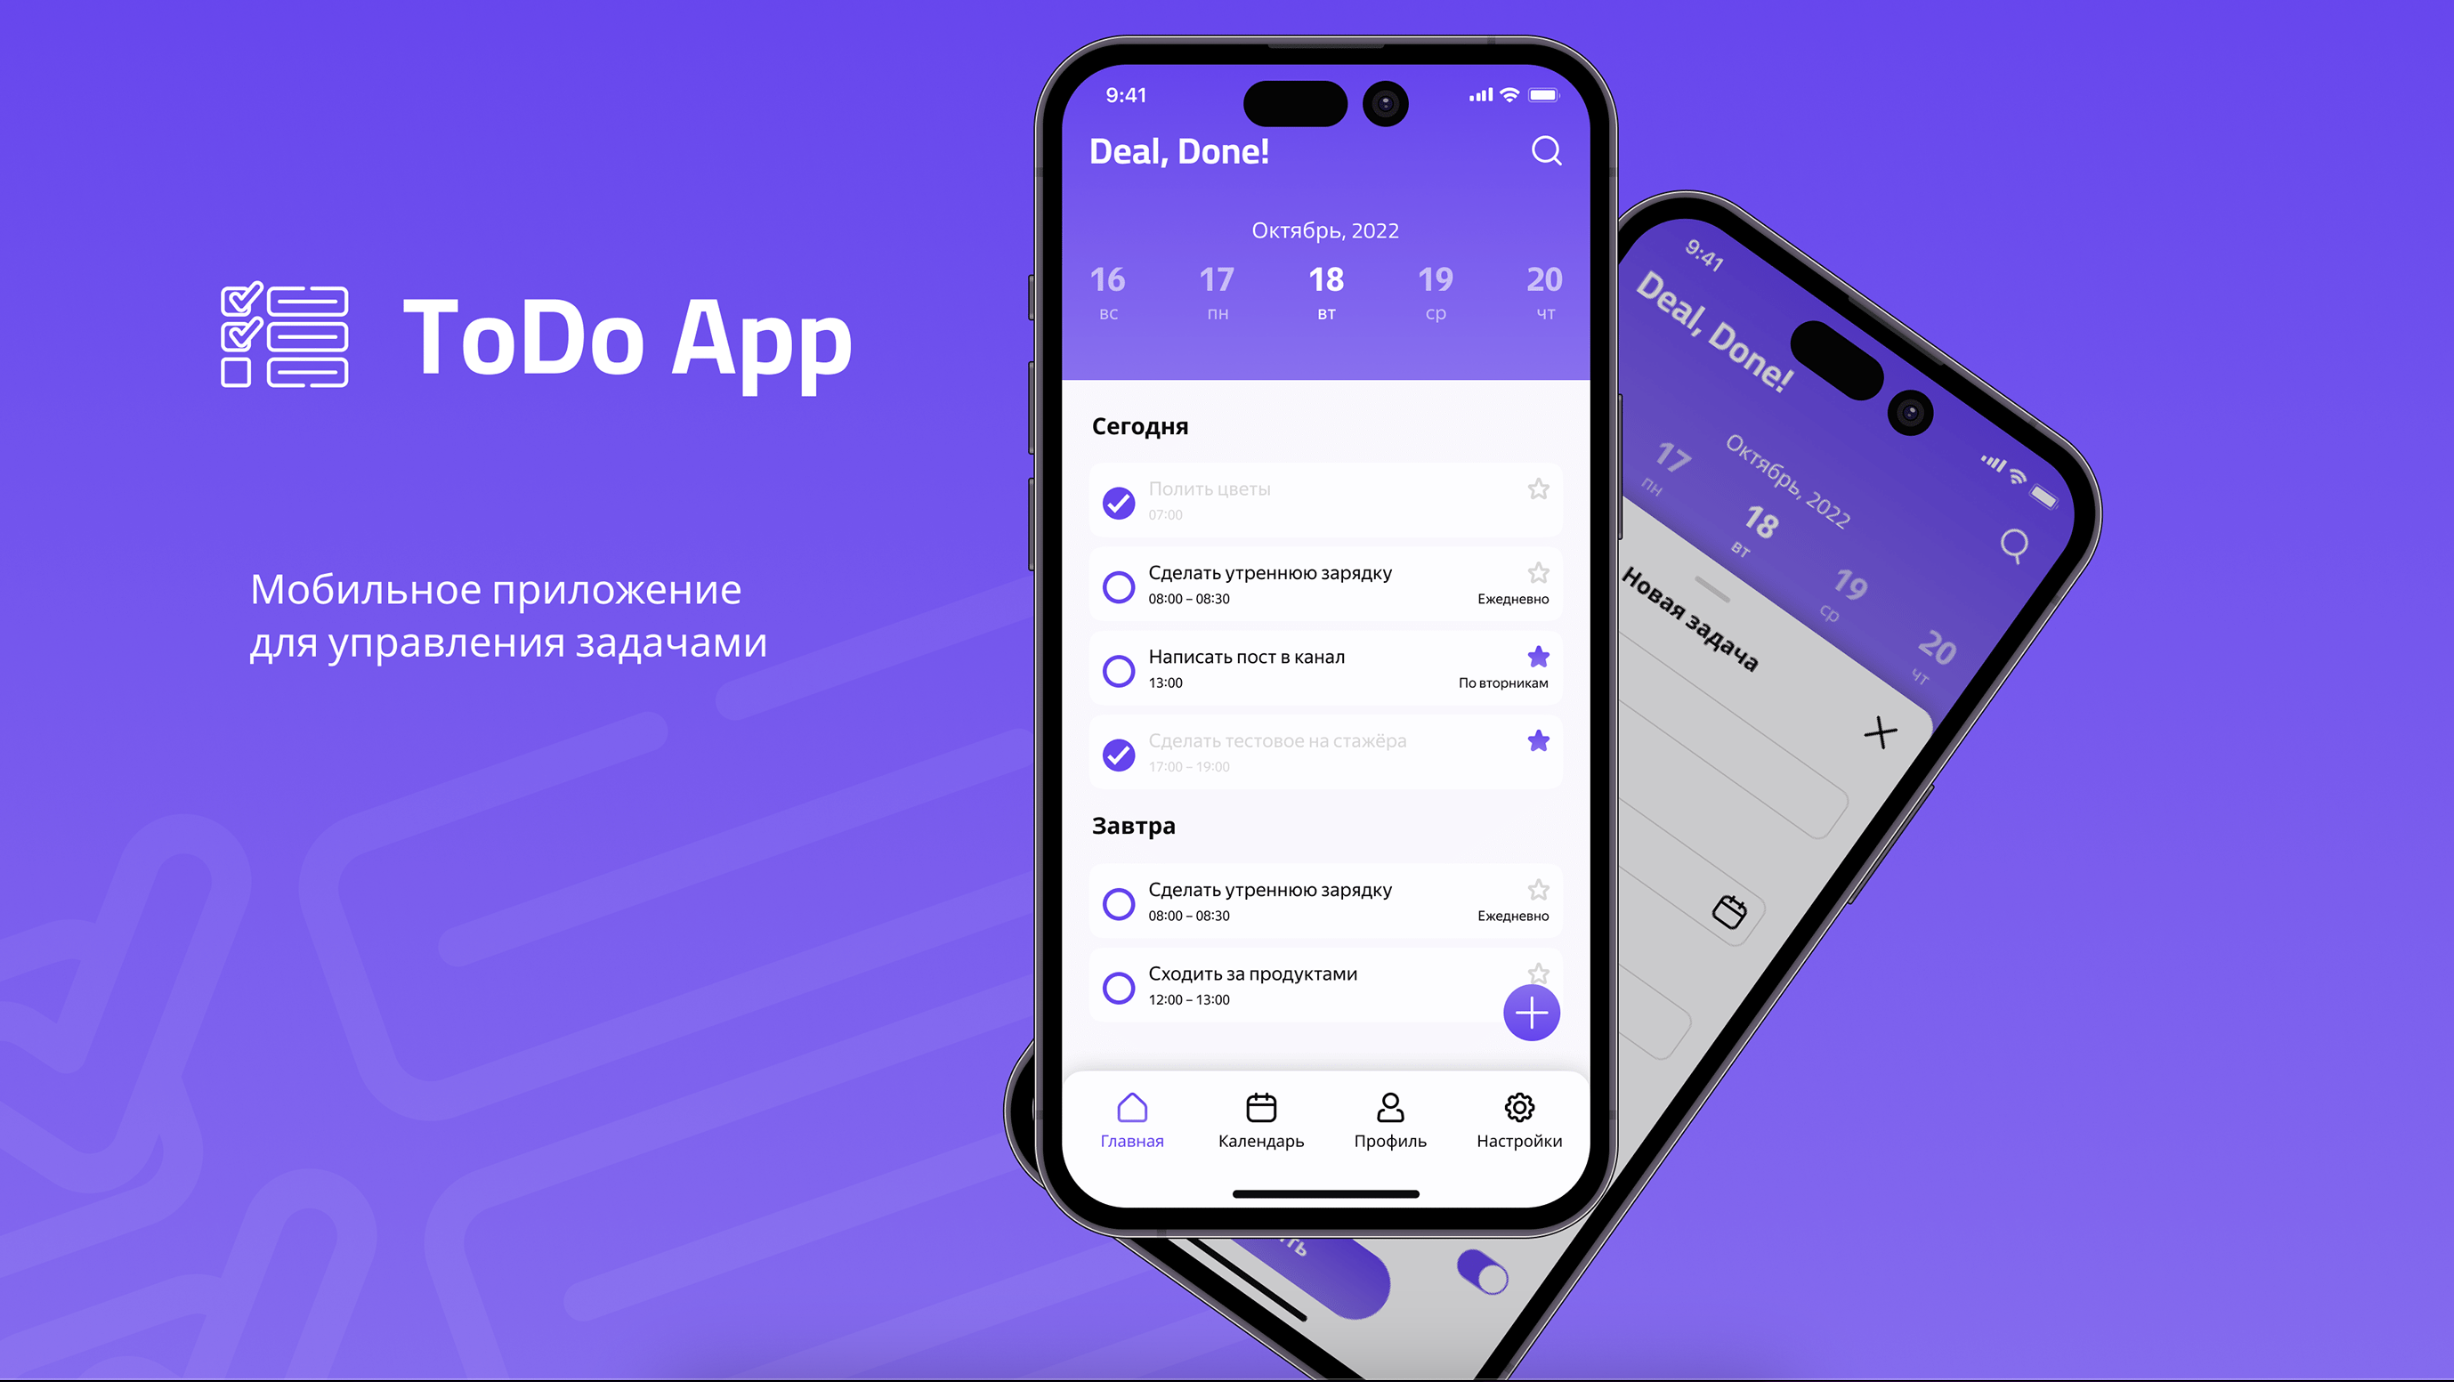 ToDo App
Мобильное приложение
для управления задачами
9:41
Deal, Done!
Октябрь, 2022
16 17 18 19 20
вс пн вт ср чт
Сегодня
Полить цветы
07:00
Сделать утреннюю зарядку
08:00 – 08:30 Ежедневно
Написать пост в канал
13:00 По вторникам
Сделать тестовое на стажёра
17:00 – 19:00
Завтра
Сделать утреннюю зарядку
08:00 – 08:30 Ежедневно
Сходить за продуктами
12:00 – 13:00
Главная Календарь Профиль Настройки
9:41
Deal, Done!
Октябрь, 2022
17 18 19 20
пн вт ср чт
Новая задача